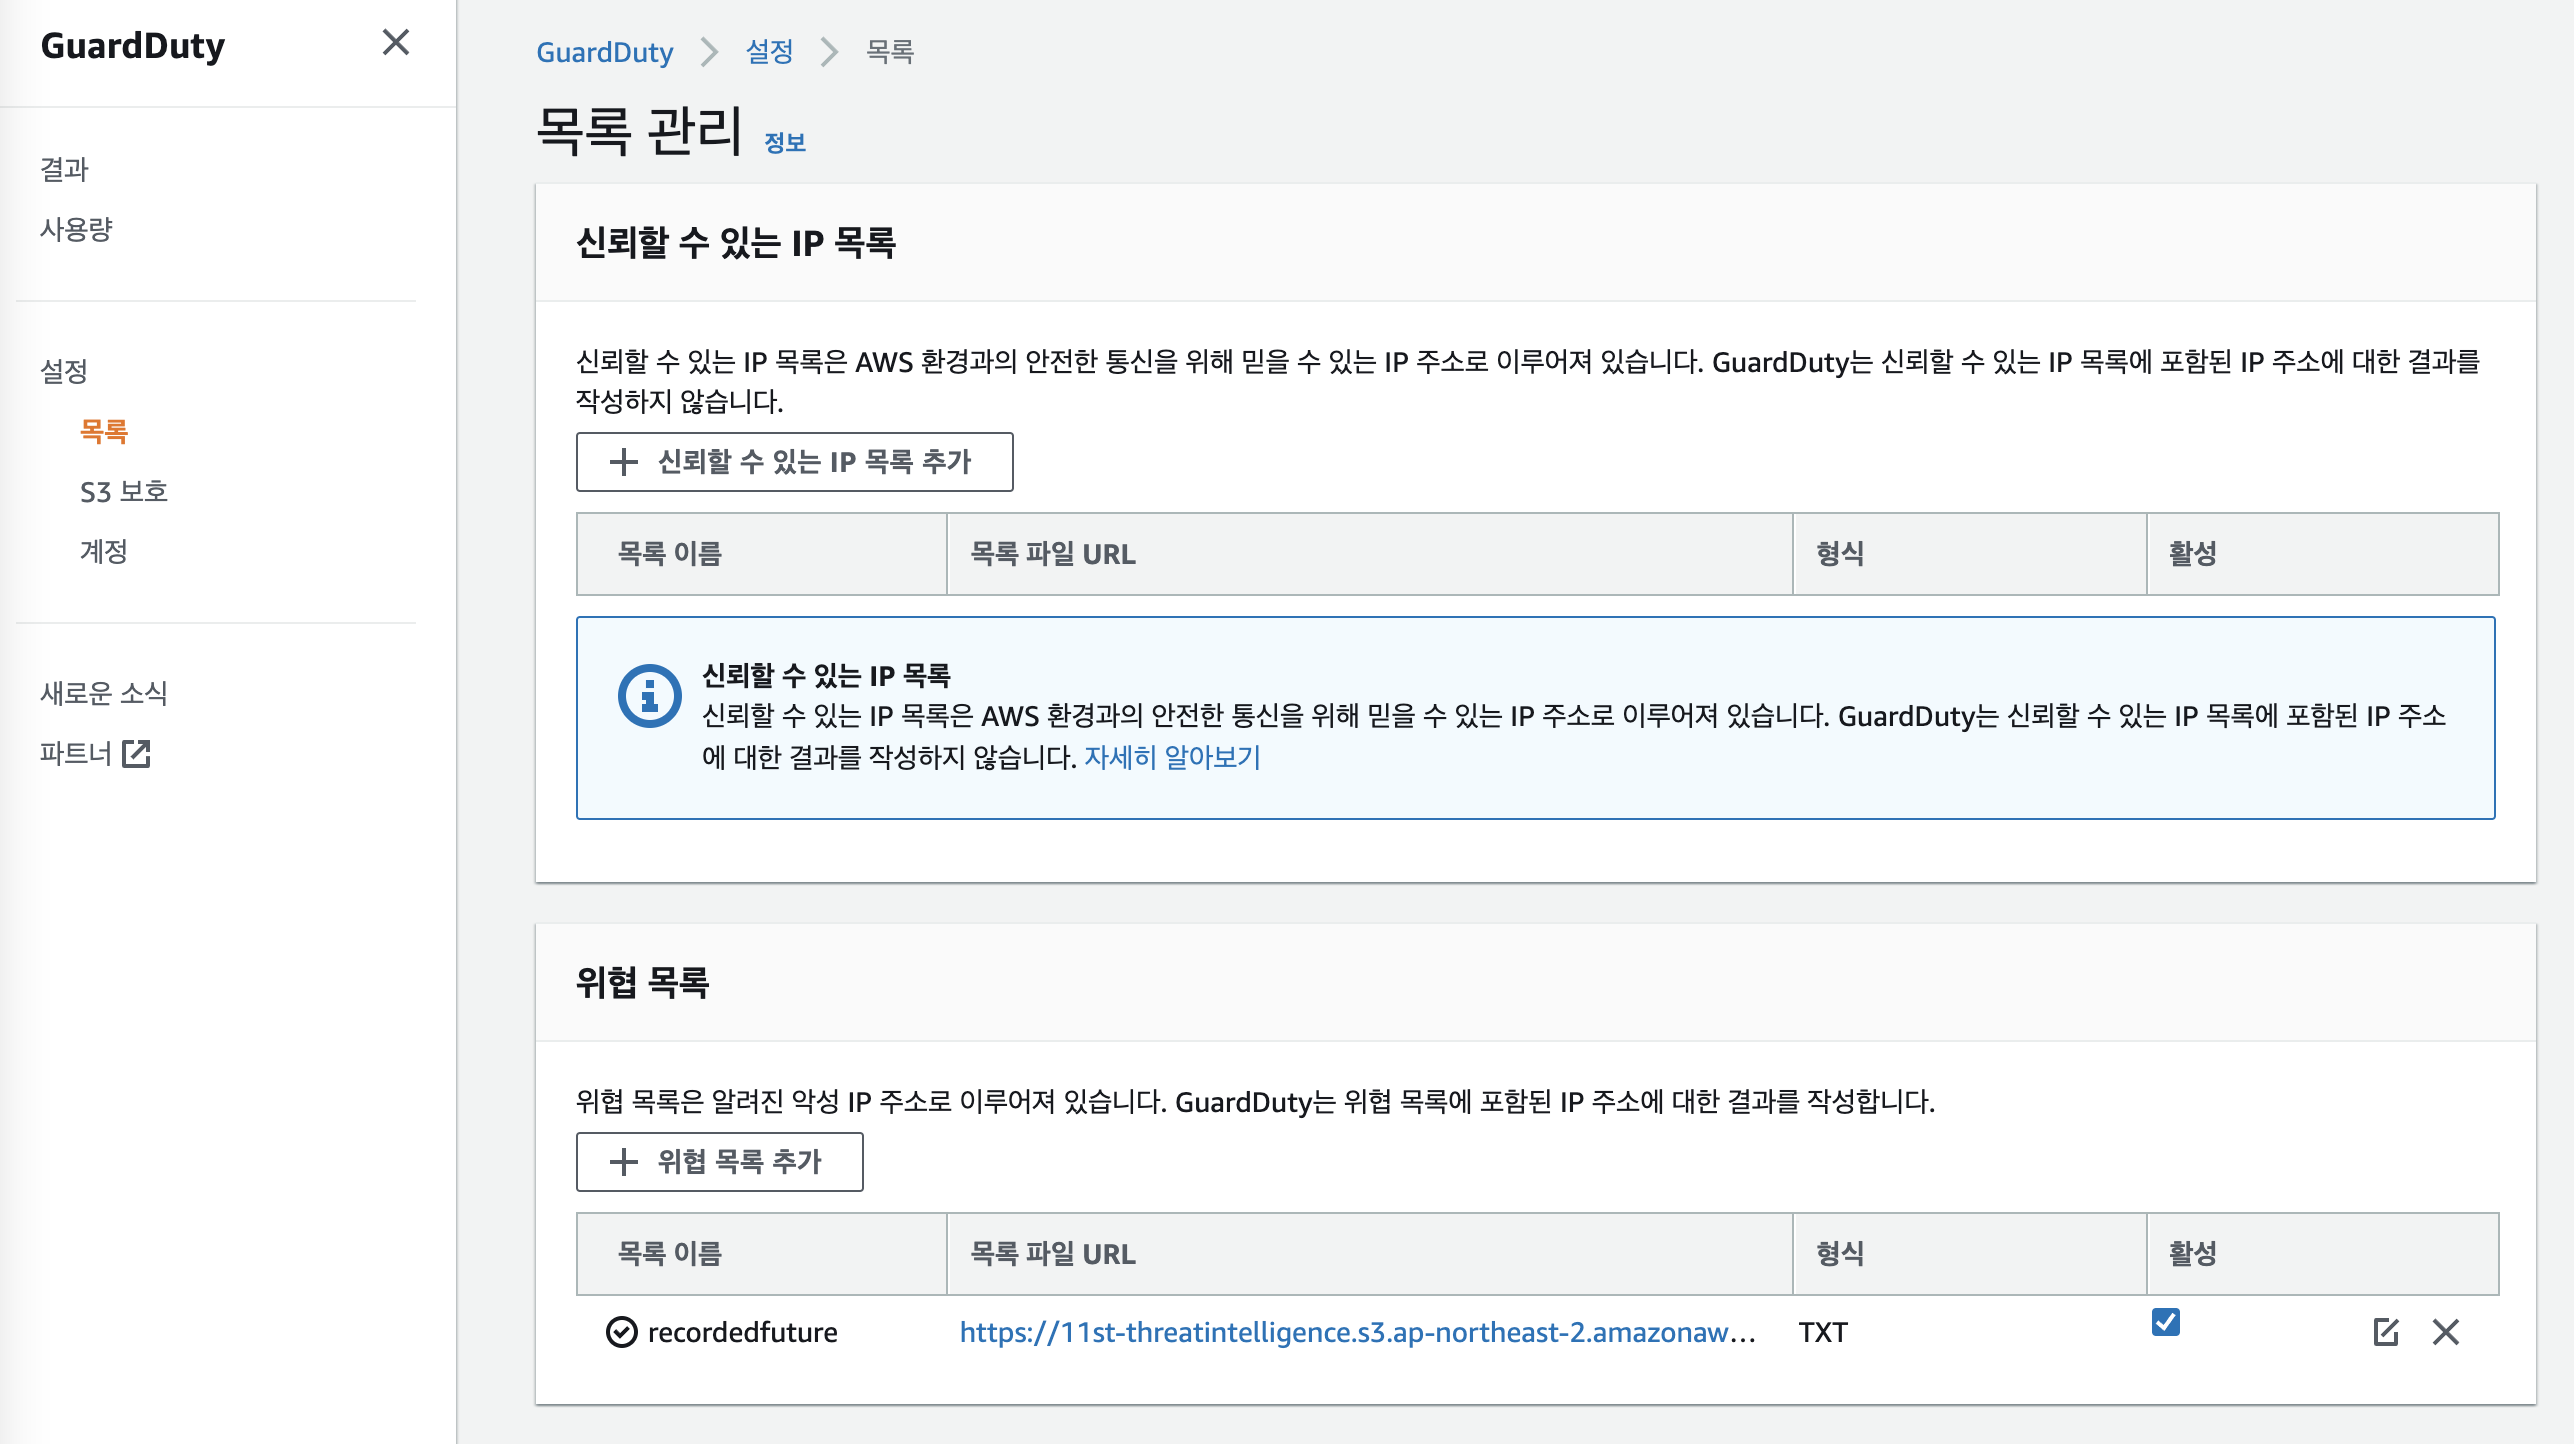 GuardDuty
결과
사용량
설정
목록
S3 보호
계정
새로운 소식
파트너
GuardDuty 설정 목록
목록 관리 정보
신뢰할 수 있는 IP 목록
신뢰할 수 있는 IP 목록은 AWS 환경과의 안전한 통신을 위해 믿을 수 있는 IP 주소로 이루어져 있습니다. GuardDuty는 신뢰할 수 있는 IP 목록에 포함된 IP 주소에 대한 결과를
작성하지 않습니다.
신뢰할 수 있는 IP 목록 추가
목록 이름 목록 파일 URL 형식 활성
신뢰할 수 있는 IP 목록
신뢰할 수 있는 IP 목록은 AWS 환경과의 안전한 통신을 위해 믿을 수 있는 IP 주소로 이루어져 있습니다. GuardDuty는 신뢰할 수 있는 IP 목록에 포함된 IP 주소
에 대한 결과를 작성하지 않습니다. 자세히 알아보기
위협 목록
위협 목록은 알려진 악성 IP 주소로 이루어져 있습니다. GuardDuty는 위협 목록에 포함된 IP 주소에 대한 결과를 작성합니다.
위협 목록 추가
목록 이름 목록 파일 URL 형식 활성
recordedfuture https://11st-threatintelligence.s3.ap-northeast-2.amazonaw... TXT